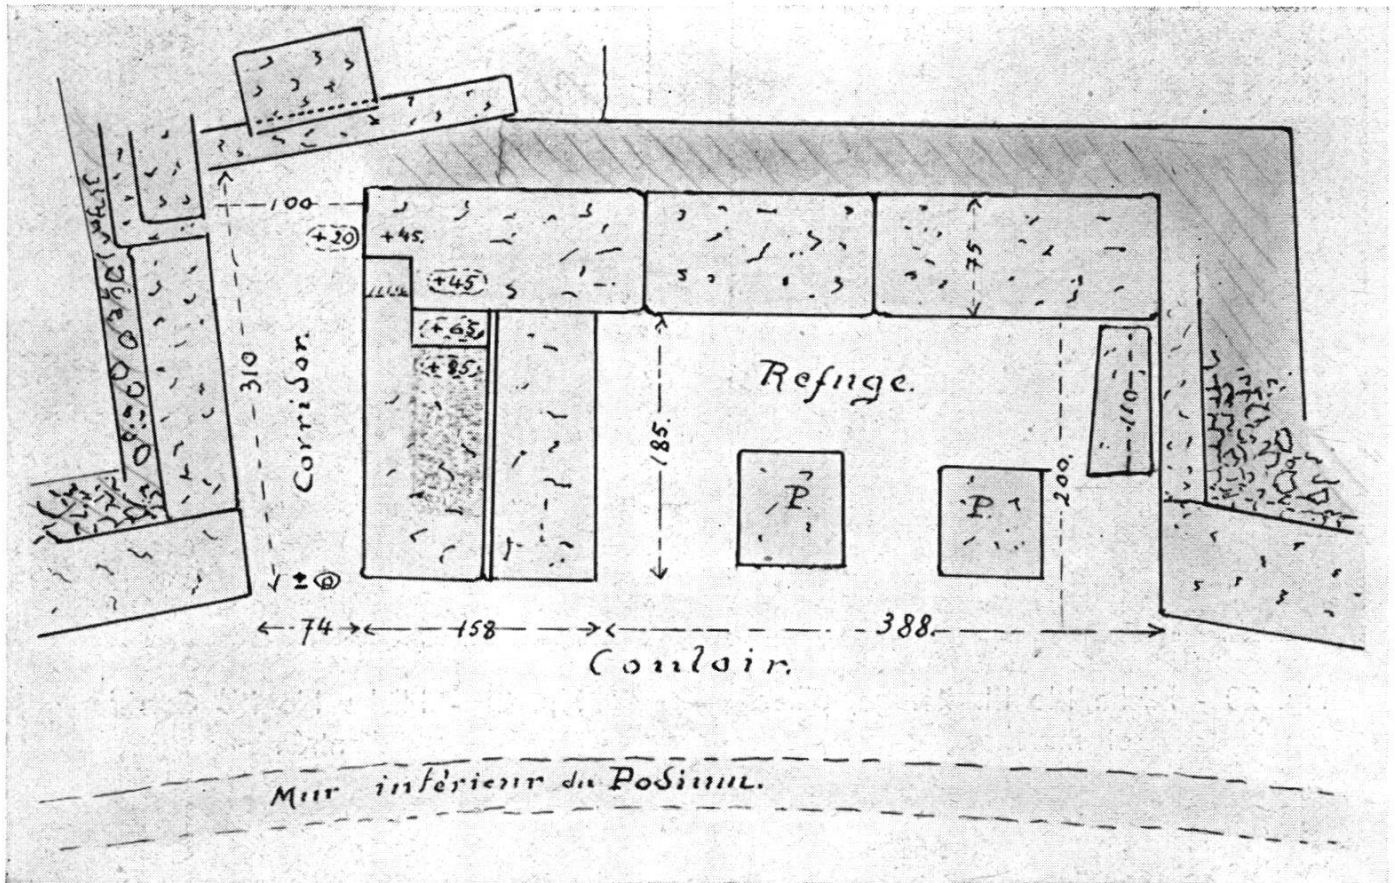 100
+20
+45.
+45
75
+65.
+85.
310
Corridor.
185.
Refuge.
110
200.
P.
P.
± 0
74
158
388.
Couloir.
Mur intérieur du Podium.